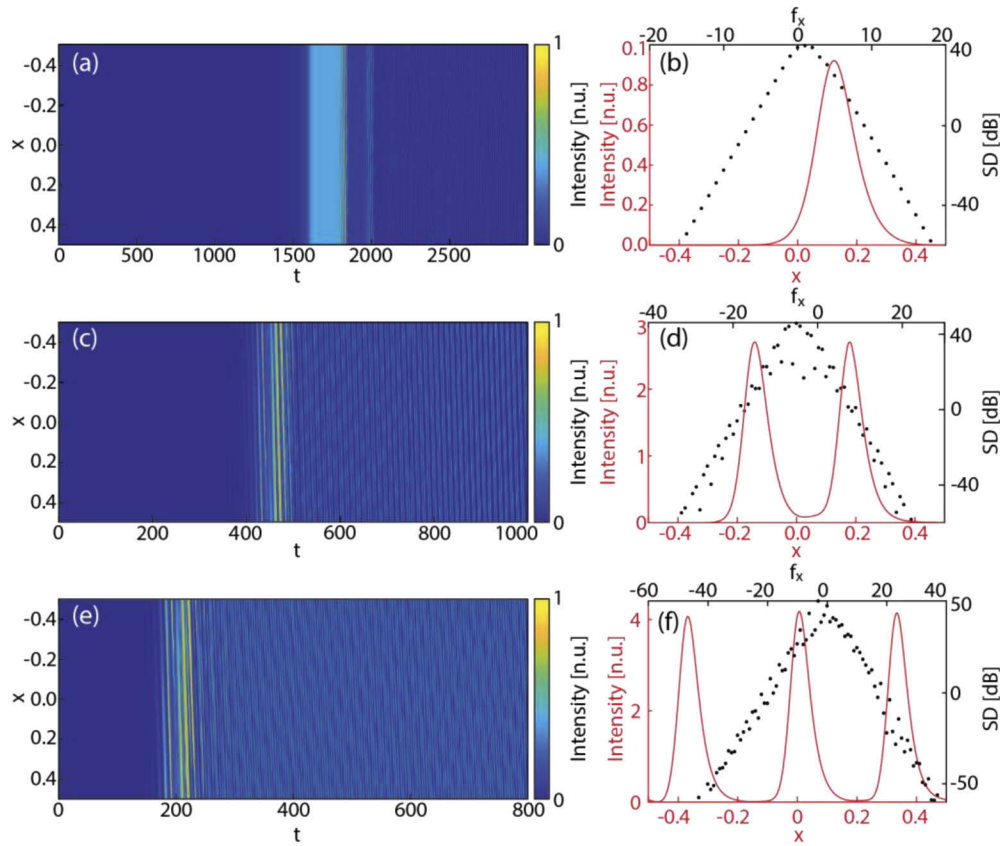 (a)
-0.4
-0.2
0.0
0.2
0.4
x
0 500 1000 1500 2000 2500
t
1
0
Intensity [n.u.]
(b)
f_x
-20 -10 0 10 20
0.1
0.8
0.6
0.4
0.2
0.0
Intensity [n.u.]
40
0
-40
SD [dB]
-0.4 -0.2 0.0 0.2 0.4
x
(c)
-0.4
-0.2
0.0
0.2
0.4
x
0 200 400 600 800 1000
t
1
0
Intensity [n.u.]
(d)
f_x
-40 -20 0 20
3
2
1
0
Intensity [n.u.]
40
0
-40
SD [dB]
-0.4 -0.2 0.0 0.2 0.4
x
(e)
-0.4
-0.2
0.0
0.2
0.4
x
0 200 400 600 800
t
1
0
Intensity [n.u.]
(f)
f_x
-60 -40 -20 0 20 40
4
2
0
Intensity [n.u.]
50
0
-50
SD [dB]
-0.4 -0.2 0 0.2 0.4
x